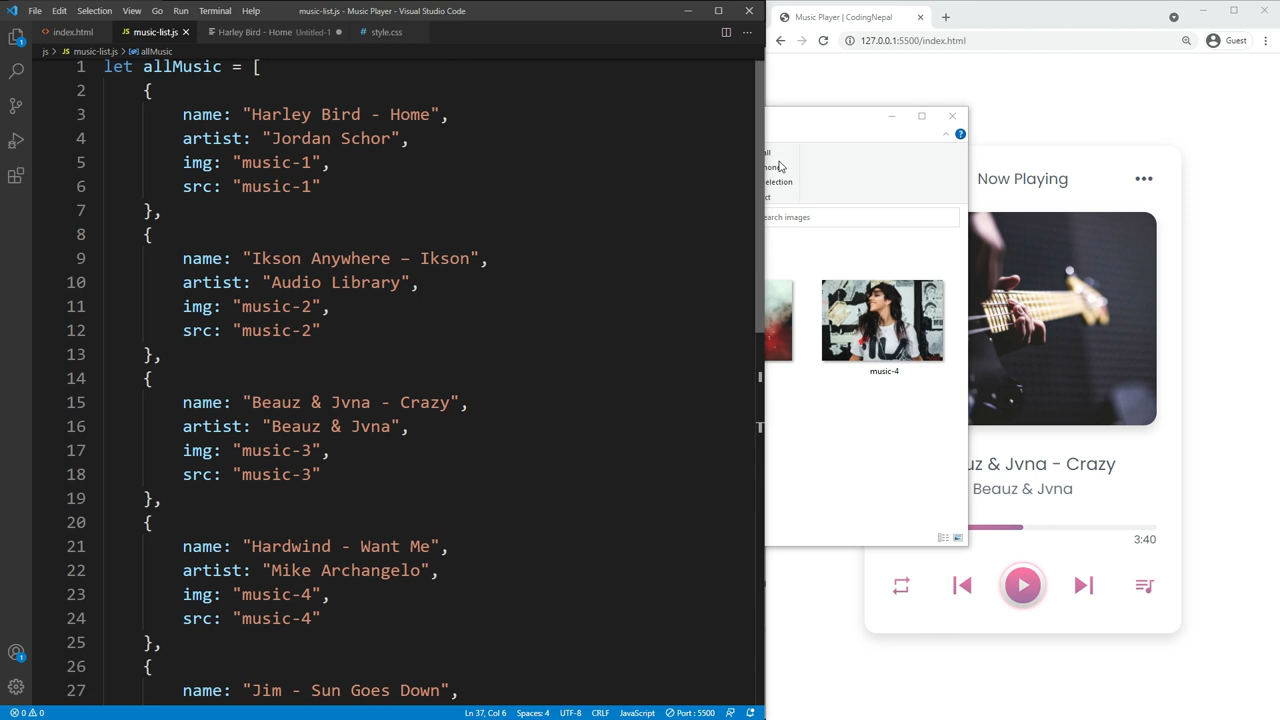 File Edit Selection View Go Run Terminal Help music-list.js - Music Player - Visual Studio Code
index.html music-list.js Harley Bird - Home Untitled-1 style.css
js > JS music-list.js > allMusic
1 let allMusic = [
2 {
3 name: "Harley Bird - Home",
4 artist: "Jordan Schor",
5 img: "music-1",
6 src: "music-1"
7 },
8 {
9 name: "Ikson Anywhere – Ikson",
10 artist: "Audio Library",
11 img: "music-2",
12 src: "music-2"
13 },
14 {
15 name: "Beauz & Jvna - Crazy",
16 artist: "Beauz & Jvna",
17 img: "music-3",
18 src: "music-3"
19 },
20 {
21 name: "Hardwind - Want Me",
22 artist: "Mike Archangelo",
23 img: "music-4",
24 src: "music-4"
25 },
26 {
27 name: "Jim - Sun Goes Down",
0 0 Ln 37, Col 6 Spaces: 4 UTF-8 CRLF JavaScript Port : 5500
Music Player | CodingNepal
127.0.0.1:5500/index.html Guest
all
election
ct
earch images
music-4
Now Playing
uz & Jvna - Crazy
Beauz & Jvna
3:40